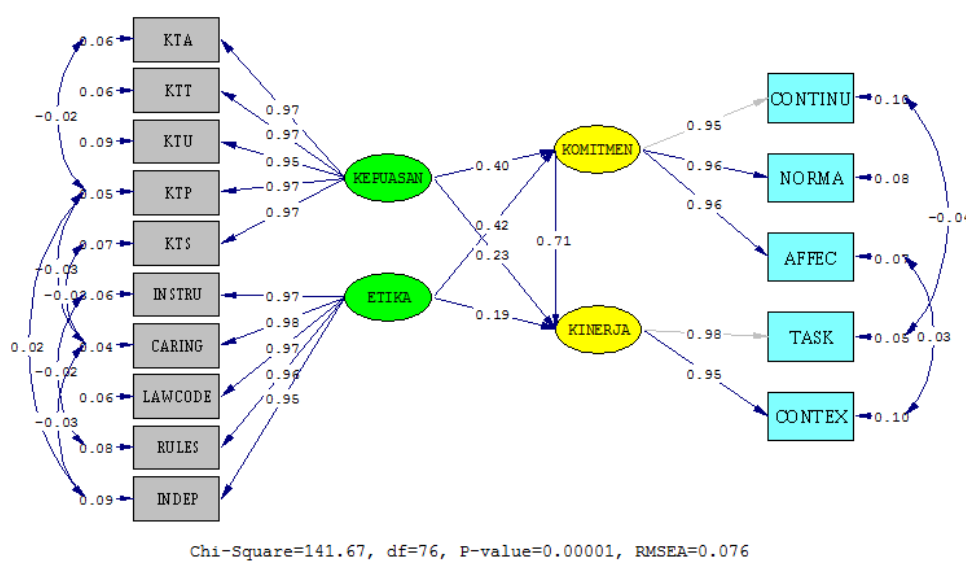 0.06 KTA
0.06 KTT
0.09 KTU
0.05 KTP
0.07 KTS
0.06 INSTRU
0.04 CARING
0.06 LAWCODE
0.08 RULES
0.09 INDEP
-0.02
-0.03
-0.03
0.02
-0.02
-0.03
0.97
0.97
0.95
0.97
0.97
0.97
0.98
0.97
0.96
0.95
KEPUASAN
ETIKA
0.40
0.42
0.23
0.19
0.71
KOMITMEN
KINERJA
0.95
0.96
0.96
0.98
0.95
CONTINU 0.10
NORMA 0.08
AFFEC 0.07
TASK 0.05
CONTEX 0.10
-0.04
0.03
Chi-Square=141.67, df=76, P-value=0.00001, RMSEA=0.076